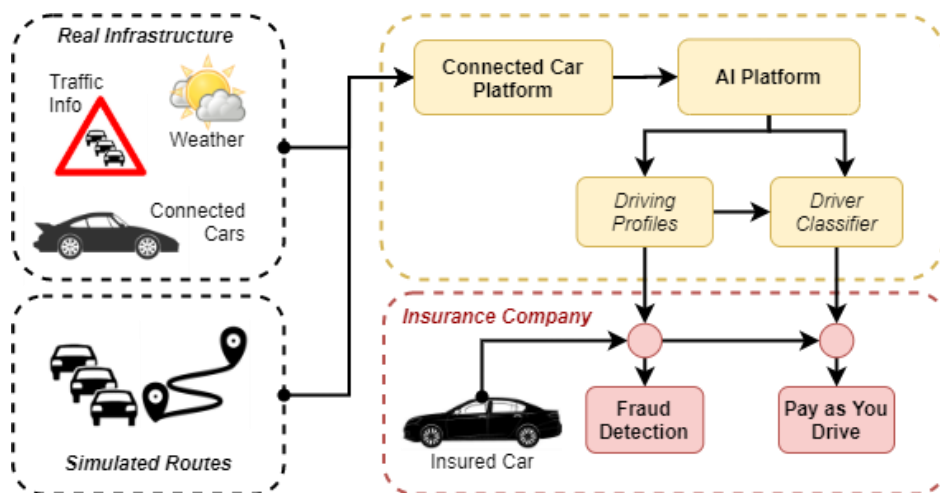 Real Infrastructure
Traffic
Info
Weather
Connected
Cars
Simulated Routes
Connected Car
Platform
AI Platform
Driving
Profiles
Driver
Classifier
Insurance Company
Insured Car
Fraud
Detection
Pay as You
Drive